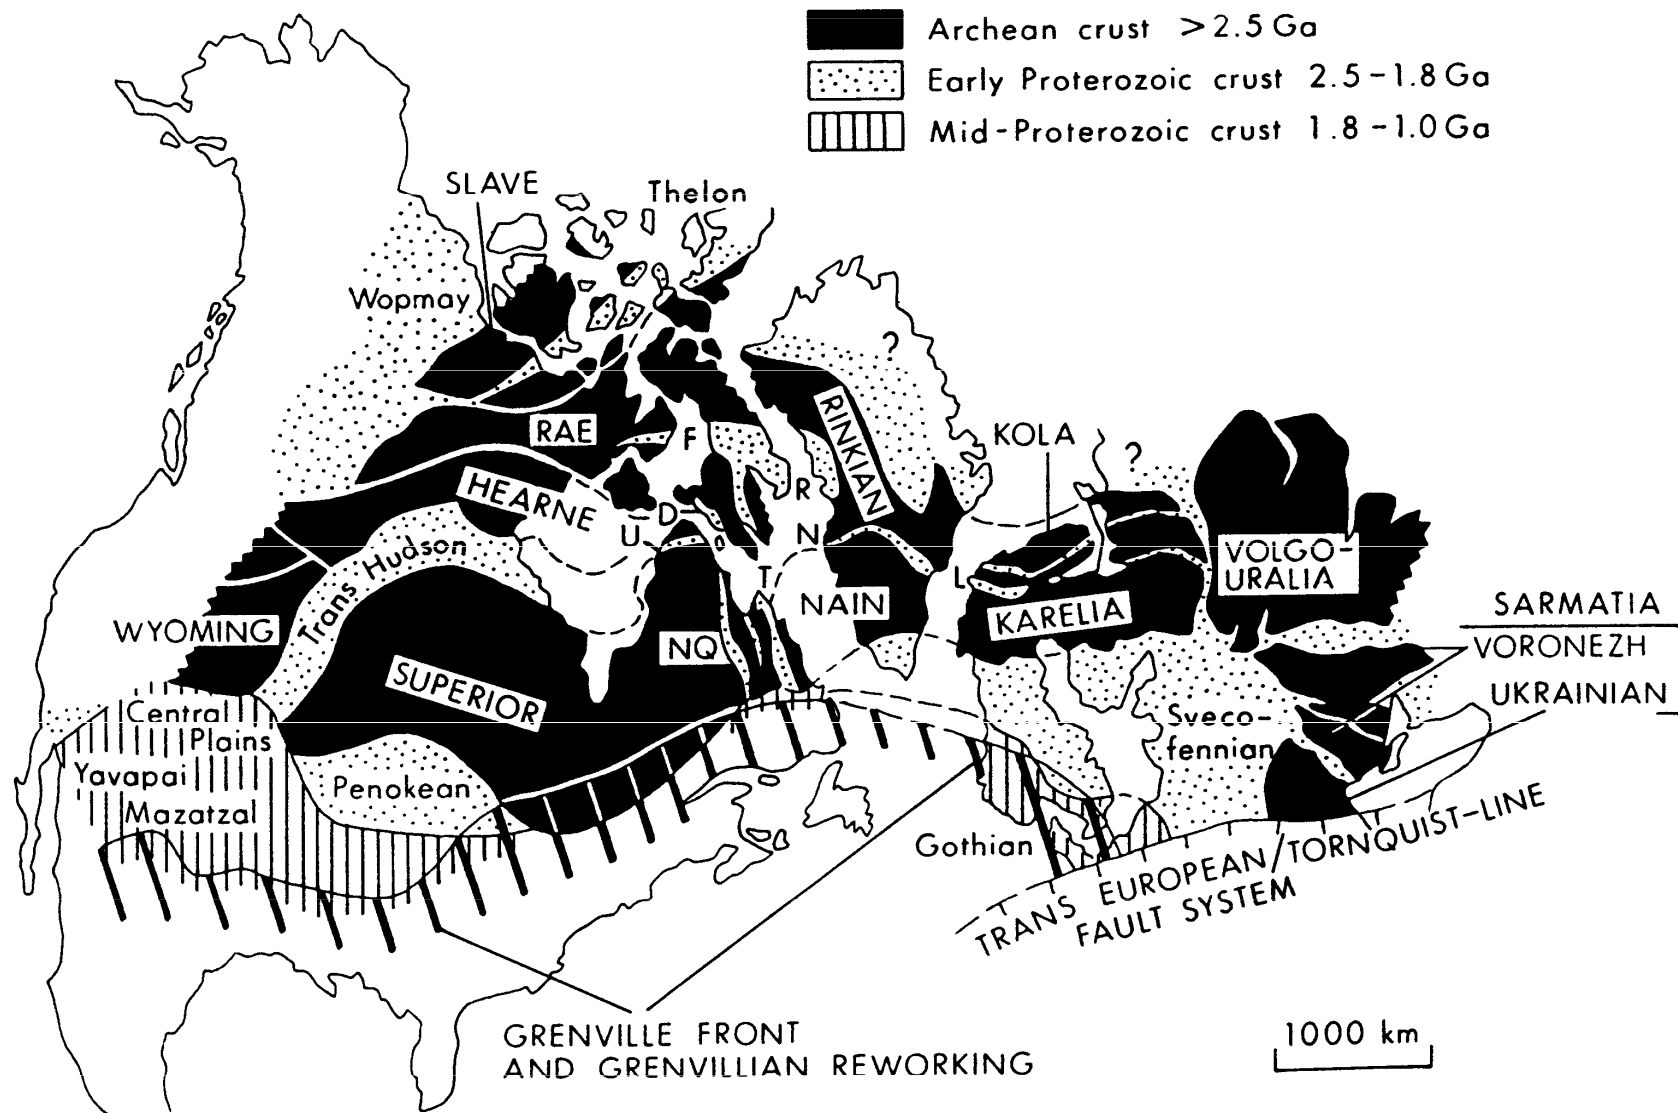 Archean crust >2.5 Ga
Early Proterozoic crust 2.5-1.8 Ga
Mid-Proterozoic crust 1.8-1.0 Ga
SLAVE
Thelon
Wopmay
?
RAE
F
RINKIAN
KOLA
?
HEARNE
R
D
U
N
VOLGO-
URALIA
Trans Hudson
T
L
NAIN
KARELIA
SARMATIA
WYOMING
NQ
VORONEZH
SUPERIOR
UKRAINIAN
Central
Plains
Sveco-
fennian
Yavapai
Penokean
Mazatzal
Gothian
TRANS EUROPEAN/TORNQUIST-LINE
FAULT SYSTEM
GRENVILLE FRONT
AND GRENVILLIAN REWORKING
1000 km